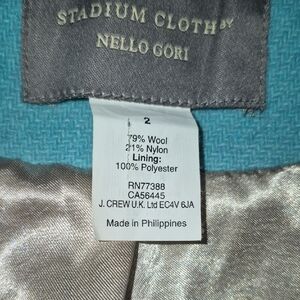 STADIUM CLOTH BY
NELLO GORI
2
79% Wool
21% Nylon
Lining:
100% Polyester
RN77388
CA56445
J. CREW U.K. Ltd EC4V 6JA
Made in Philippines